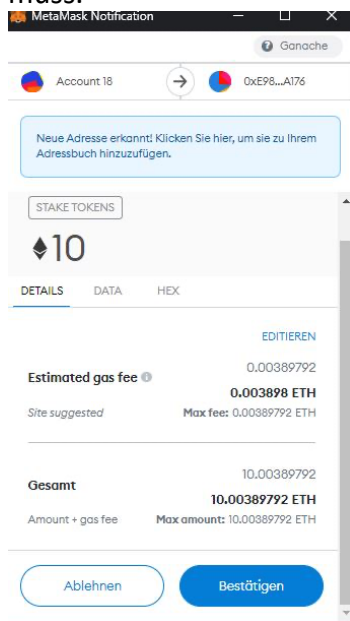 muss.
MetaMask Notification
Ganache
Account 18
0xE98...A176
Neue Adresse erkannt! Klicken Sie hier, um sie zu Ihrem
Adressbuch hinzuzufügen.
STAKE TOKENS
10
DETAILS DATA HEX
EDITIEREN
0.00389792
Estimated gas fee
0.003898 ETH
Site suggested Max fee: 0.00389792 ETH
10.00389792
Gesamt
10.00389792 ETH
Amount + gas fee Max amount: 10.00389792 ETH
Ablehnen Bestätigen